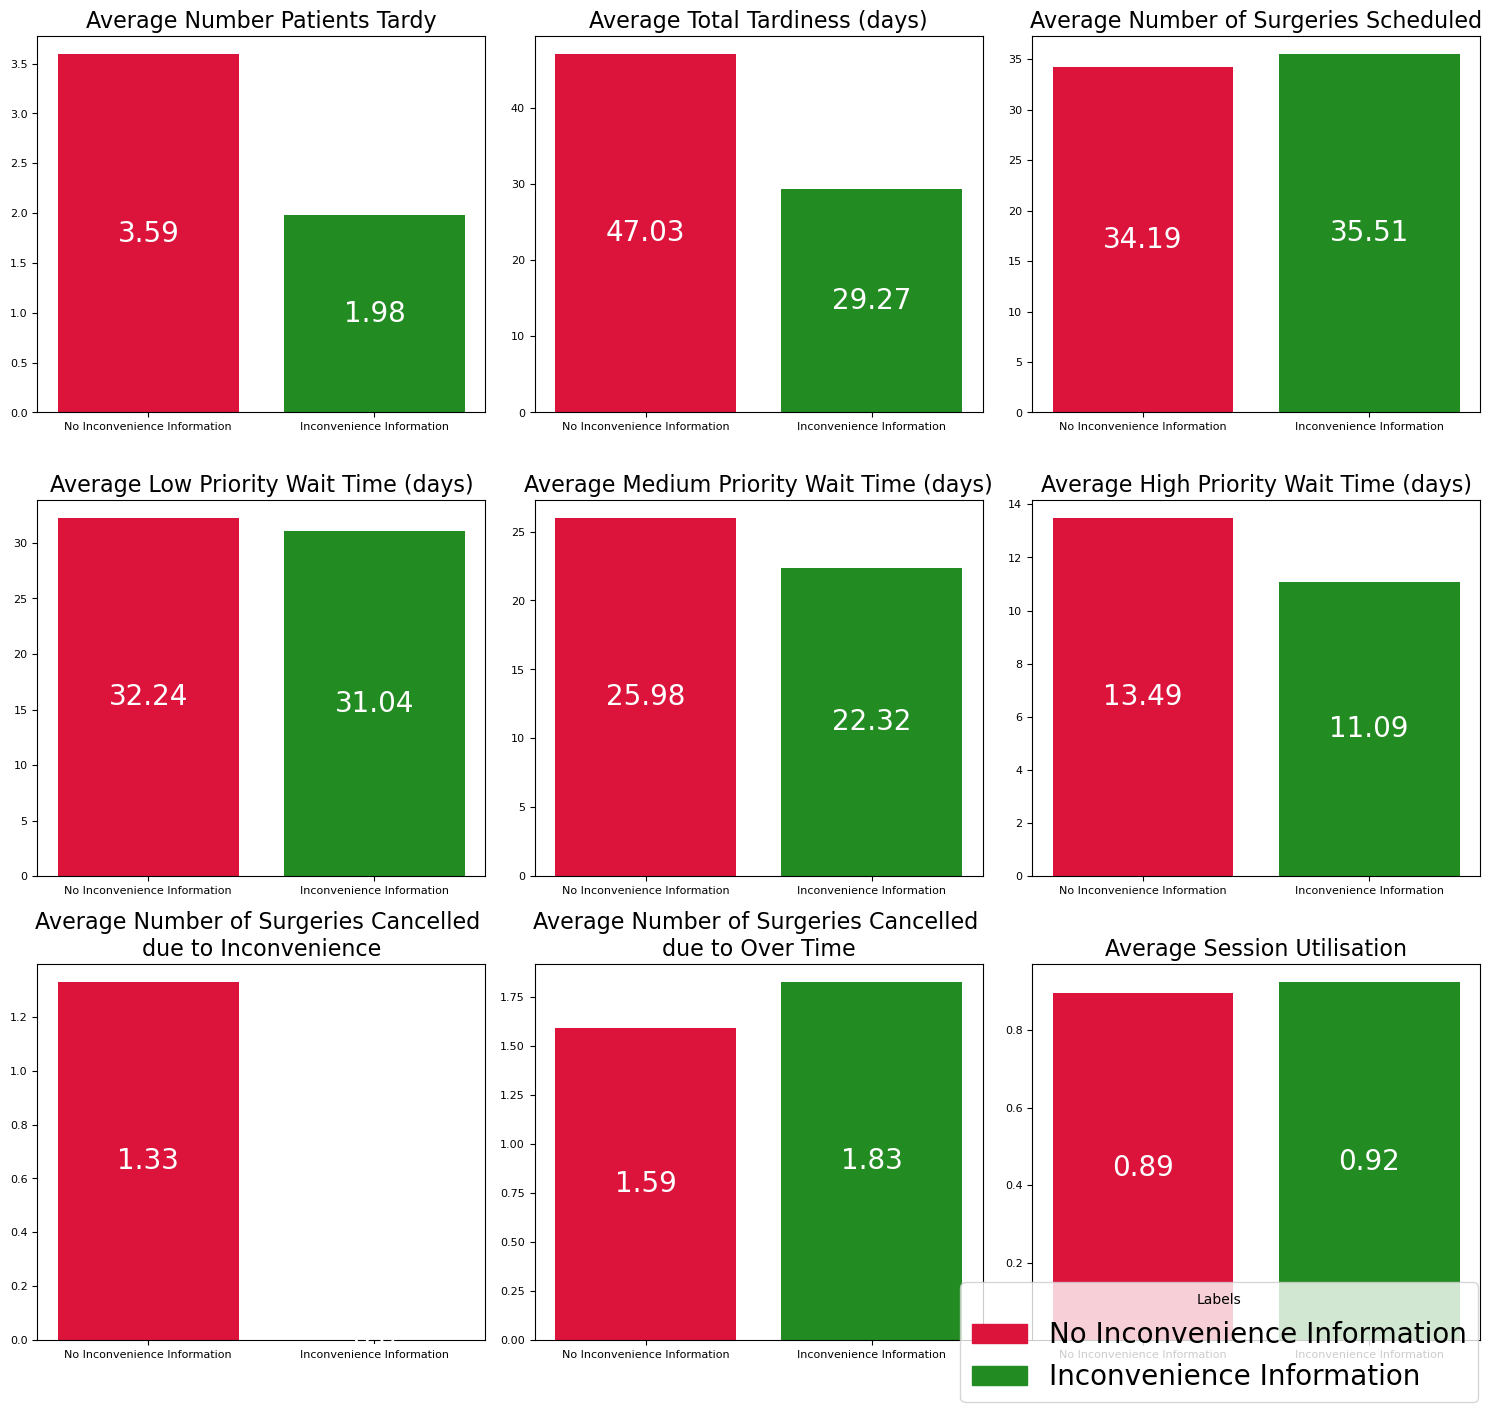 Average Number Patients Tardy
3.5
3.0
2.5
2.0
1.5
1.0
0.5
0.0
3.59
1.98
No Inconvenience Information
Inconvenience Information
Average Total Tardiness (days)
40
30
20
10
0
47.03
29.27
No Inconvenience Information
Inconvenience Information
Average Number of Surgeries Scheduled
35
30
25
20
15
10
5
0
34.19
35.51
No Inconvenience Information
Inconvenience Information
Average Low Priority Wait Time (days)
30
25
20
15
10
5
0
32.24
31.04
No Inconvenience Information
Inconvenience Information
Average Medium Priority Wait Time (days)
25
20
15
10
5
0
25.98
22.32
No Inconvenience Information
Inconvenience Information
Average High Priority Wait Time (days)
14
12
10
8
6
4
2
0
13.49
11.09
No Inconvenience Information
Inconvenience Information
Average Number of Surgeries Cancelled
due to Inconvenience
1.2
1.0
0.8
0.6
0.4
0.2
0.0
1.33
No Inconvenience Information
Inconvenience Information
Average Number of Surgeries Cancelled
due to Over Time
1.75
1.50
1.25
1.00
0.75
0.50
0.25
0.00
1.59
1.83
No Inconvenience Information
Inconvenience Information
Average Session Utilisation
0.8
0.6
0.4
0.2
0.89
0.92
No Inconvenience Information
Inconvenience Information
Labels
No Inconvenience Information
Inconvenience Information